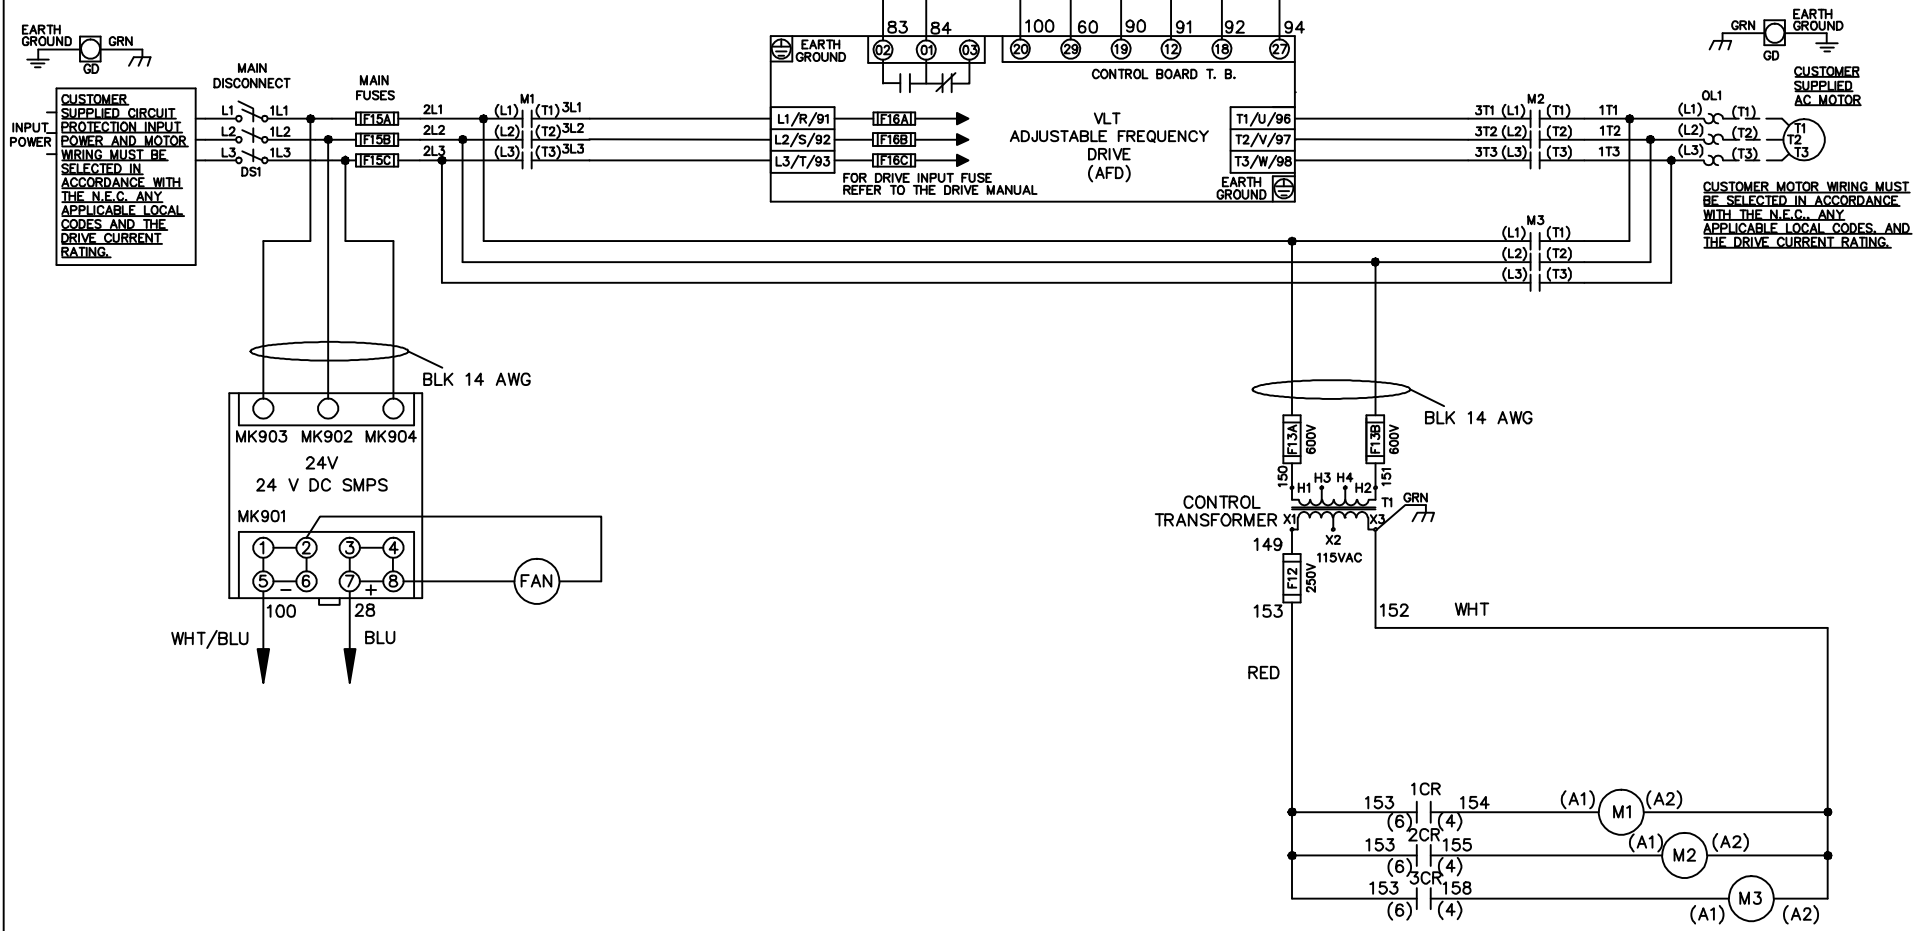 83 84 100 60 90 91 92 94
EARTH
GROUND
GRN
GD
EARTH
GROUND
02 01 03
20 29 19 12 18 27
CONTROL BOARD T. B.
GRN
EARTH
GROUND
GD
MAIN
DISCONNECT
MAIN
FUSES
CUSTOMER
SUPPLIED
AC MOTOR
INPUT
POWER
CUSTOMER
SUPPLIED CIRCUIT
PROTECTION INPUT
POWER AND MOTOR
WIRING MUST BE
SELECTED IN
ACCORDANCE WITH
THE N.E.C. ANY
APPLICABLE LOCAL
CODES AND THE
DRIVE CURRENT
RATING.
M1
M2
OL1
L1 1L1 F15A 2L1 (L1) (T1) 3L1
L2 1L2 F15B 2L2 (L2) (T2) 3L2
L3 1L3 F15C 2L3 (L3) (T3) 3L3
DS1
L1/R/91 F16A
L2/S/92 F16B
L3/T/93 F16C
VLT
ADJUSTABLE FREQUENCY
DRIVE
(AFD)
FOR DRIVE INPUT FUSE
REFER TO THE DRIVE MANUAL
T1/U/96
T2/V/97
T3/W/98
EARTH
GROUND
3T1 (L1) (T1) 1T1 (L1) (T1) T1
3T2 (L2) (T2) 1T2 (L2) (T2) T2
3T3 (L3) (T3) 1T3 (L3) (T3) T3
CUSTOMER MOTOR WIRING MUST
BE SELECTED IN ACCORDANCE
WITH THE N.E.C., ANY
APPLICABLE LOCAL CODES, AND
THE DRIVE CURRENT RATING.
M3
(L1) (T1)
(L2) (T2)
(L3) (T3)
BLK 14 AWG
BLK 14 AWG
MK903 MK902 MK904
24V
24 V DC SMPS
MK901
1 2 3 4
5 - 6 7 + 8
FAN
100 28
WHT/BLU BLU
F13A 600V F13B 600V
150 151
H1 H3 H4 H2
T1 GRN
CONTROL
TRANSFORMER
X1 X3
X2
115VAC
149
F12 250V
153 152 WHT
RED
1CR
153 154 (A1) M1 (A2)
(6) (4)
2CR
153 155 (A1) M2 (A2)
(6) (4)
3CR
153 158 M3
(6) (4) (A1) (A2)